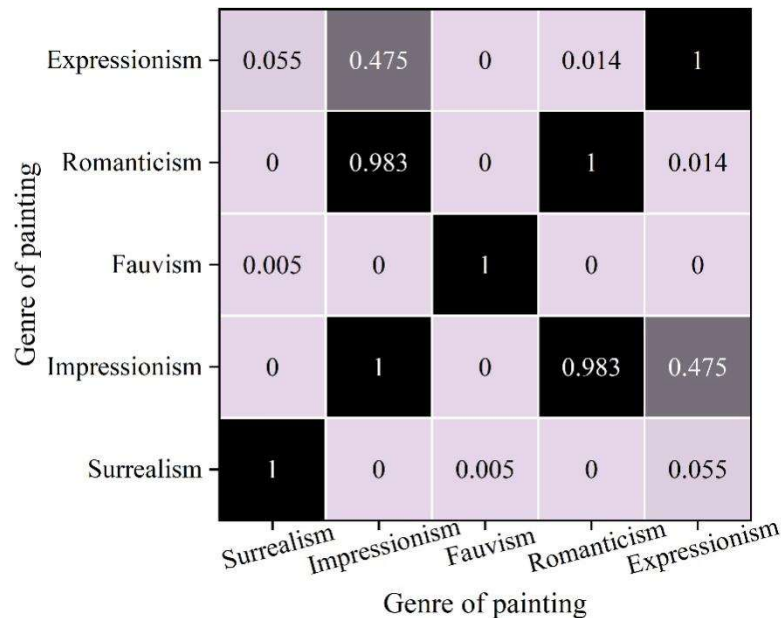 Genre of painting
Expressionism 0.055 0.475 0 0.014 1
Romanticism 0 0.983 0 1 0.014
Fauvism 0.005 0 1 0 0
Impressionism 0 1 0 0.983 0.475
Surrealism 1 0 0.005 0 0.055
Surrealism Impressionism Fauvism Romanticism Expressionism
Genre of painting